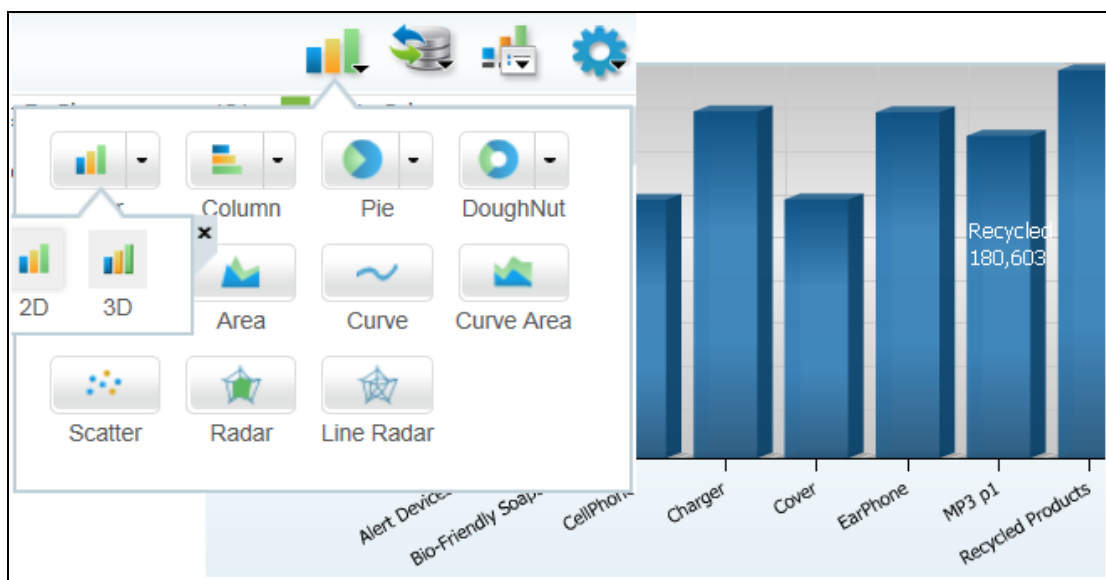 Column
Pie
DoughNut
2D
3D
Area
Curve
Curve Area
Scatter
Radar
Line Radar
Recycled
180,603
Alert Devices
Bio-Friendly Soaps
CellPhone
Charger
Cover
EarPhone
MP3 p1
Recycled Products